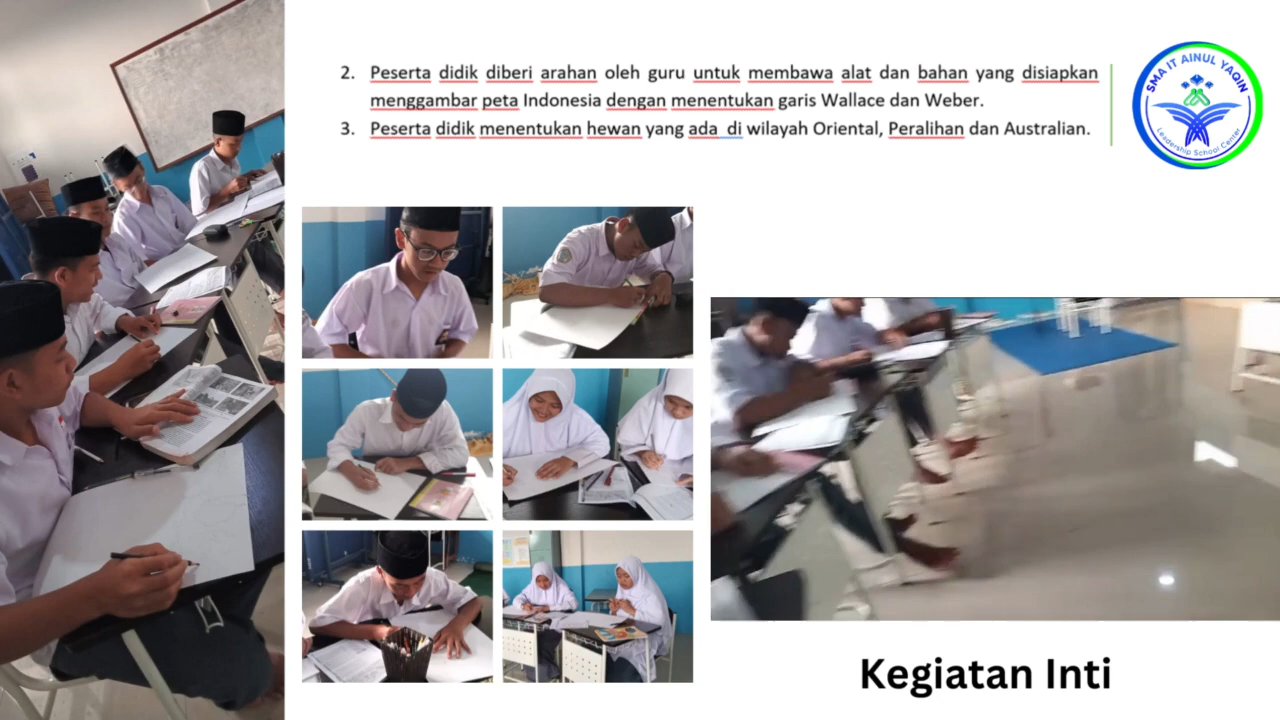 2. Peserta didik diberi arahan oleh guru untuk membawa alat dan bahan yang disiapkan
menggambar peta Indonesia dengan menentukan garis Wallace dan Weber.
3. Peserta didik menentukan hewan yang ada di wilayah Oriental, Peralihan dan Australian.
SMA IT AINUL YAQIN
Leadership School Center
Kegiatan Inti